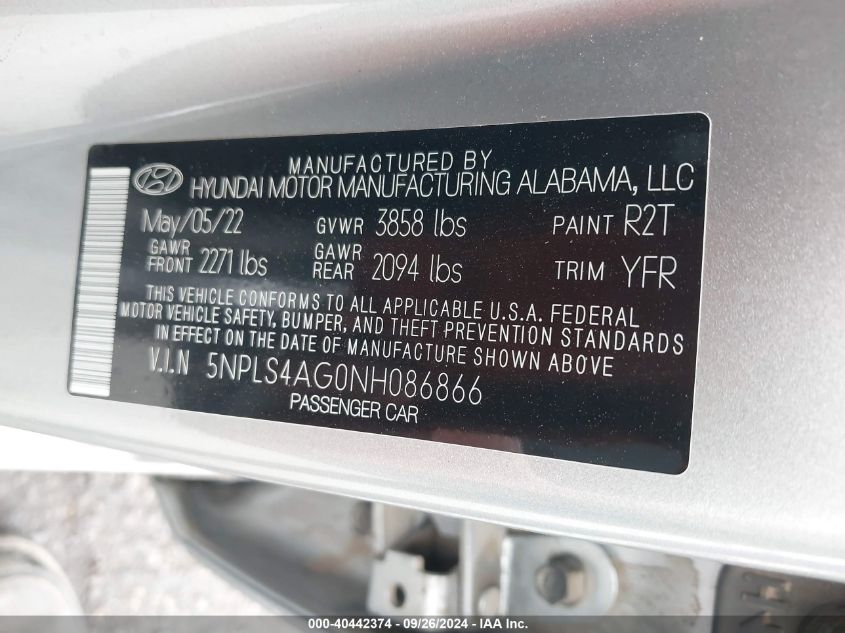 MANUFACTURED BY
HYUNDAI MOTOR MANUFACTURING ALABAMA, LLC
May/05/22 GVWR 3858 lbs PAINT R2T
GAWR FRONT 2271 lbs GAWR REAR 2094 lbs TRIM YFR
THIS VEHICLE CONFORMS TO ALL APPLICABLE U.S.A. FEDERAL
MOTOR VEHICLE SAFETY, BUMPER, AND THEFT PREVENTION STANDARDS
IN EFFECT ON THE DATE OF MANUFACTURE SHOWN ABOVE
V.I.N 5NPLS4AG0NH086866
PASSENGER CAR
000-40442374 - 09/26/2024 - IAA, Inc.